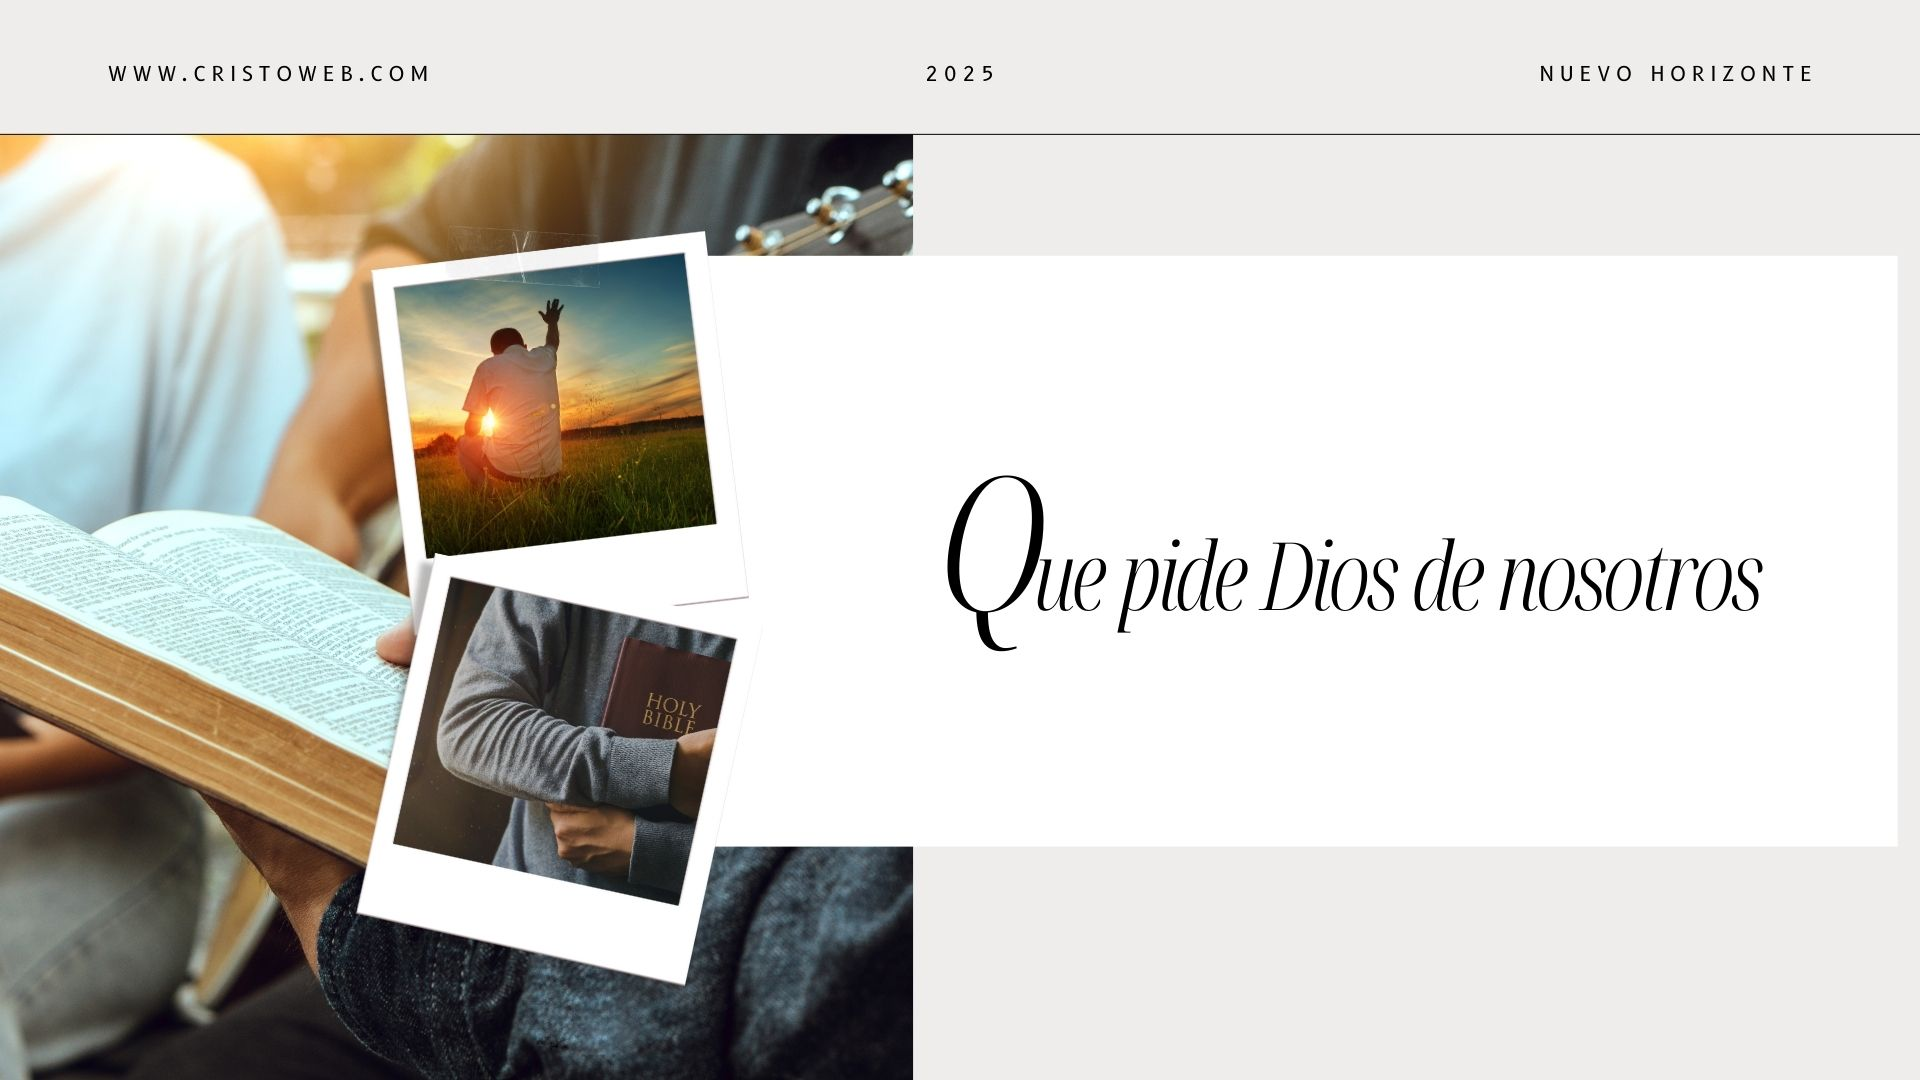 WWW.CRISTOWEB.COM
2025
NUEVO HORIZONTE
Que pide Dios de nosotros
HOLY
BIBLE